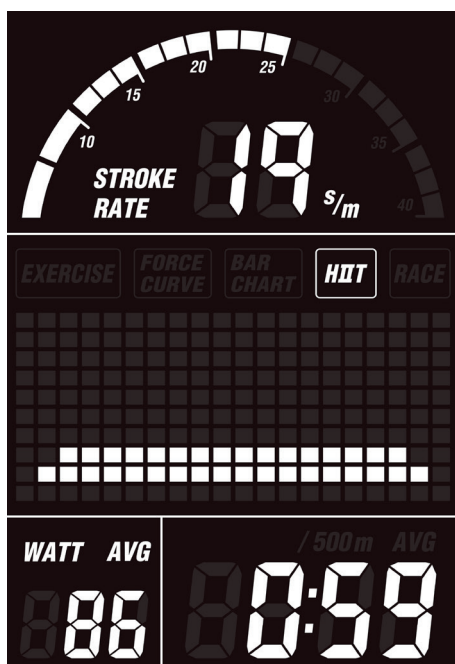 10
15
20
25
30
35
40
STROKE
RATE
19 s/m
EXERCISE
FORCE
CURVE
BAR
CHART
HIIT
RACE
WATT AVG
86
/ 500 m AVG
0:59